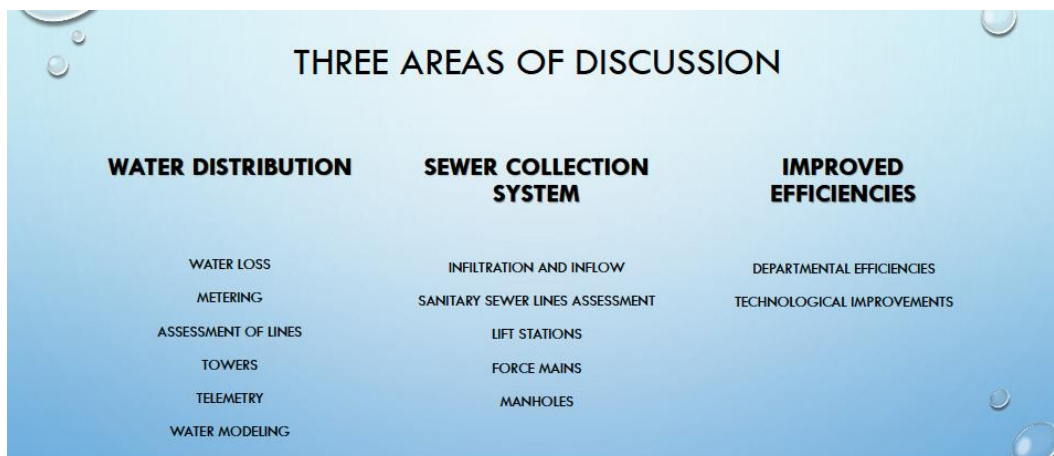 THREE AREAS OF DISCUSSION
WATER DISTRIBUTION
WATER LOSS
METERING
ASSESSMENT OF LINES
TOWERS
TELEMETRY
WATER MODELING
SEWER COLLECTION
SYSTEM
INFILTRATION AND INFLOW
SANITARY SEWER LINES ASSESSMENT
LIFT STATIONS
FORCE MAINS
MANHOLES
IMPROVED
EFFICIENCIES
DEPARTMENTAL EFFICIENCIES
TECHNOLOGICAL IMPROVEMENTS